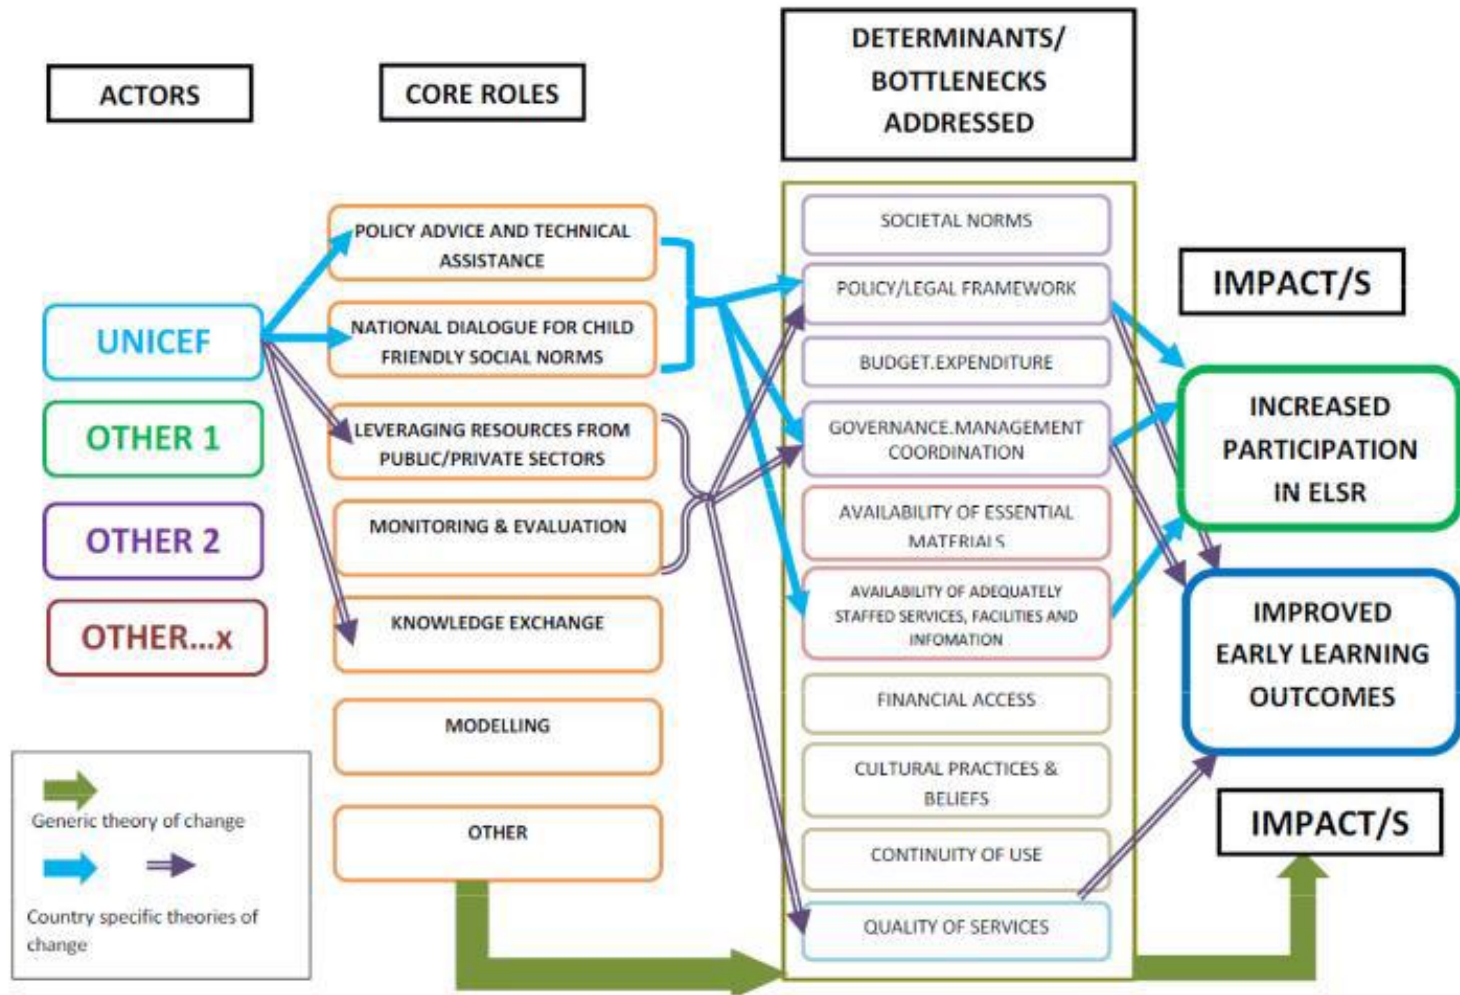 ACTORS
CORE ROLES
DETERMINANTS/
BOTTLENECKS
ADDRESSED
UNICEF
OTHER 1
OTHER 2
OTHER...x
POLICY ADVICE AND TECHNICAL
ASSISTANCE
NATIONAL DIALOGUE FOR CHILD
FRIENDLY SOCIAL NORMS
LEVERAGING RESOURCES FROM
PUBLIC/PRIVATE SECTORS
MONITORING & EVALUATION
KNOWLEDGE EXCHANGE
MODELLING
OTHER
SOCIETAL NORMS
POLICY/LEGAL FRAMEWORK
BUDGET.EXPENDITURE
GOVERNANCE.MANAGEMENT
COORDINATION
AVAILABILITY OF ESSENTIAL
MATERIALS
AVAILABILITY OF ADEQUATELY
STAFFED SERVICES, FACILITIES AND
INFOMATION
FINANCIAL ACCESS
CULTURAL PRACTICES &
BELIEFS
CONTINUITY OF USE
QUALITY OF SERVICES
IMPACT/S
INCREASED
PARTICIPATION
IN ELSR
IMPROVED
EARLY LEARNING
OUTCOMES
IMPACT/S
Generic theory of change
Country specific theories of
change